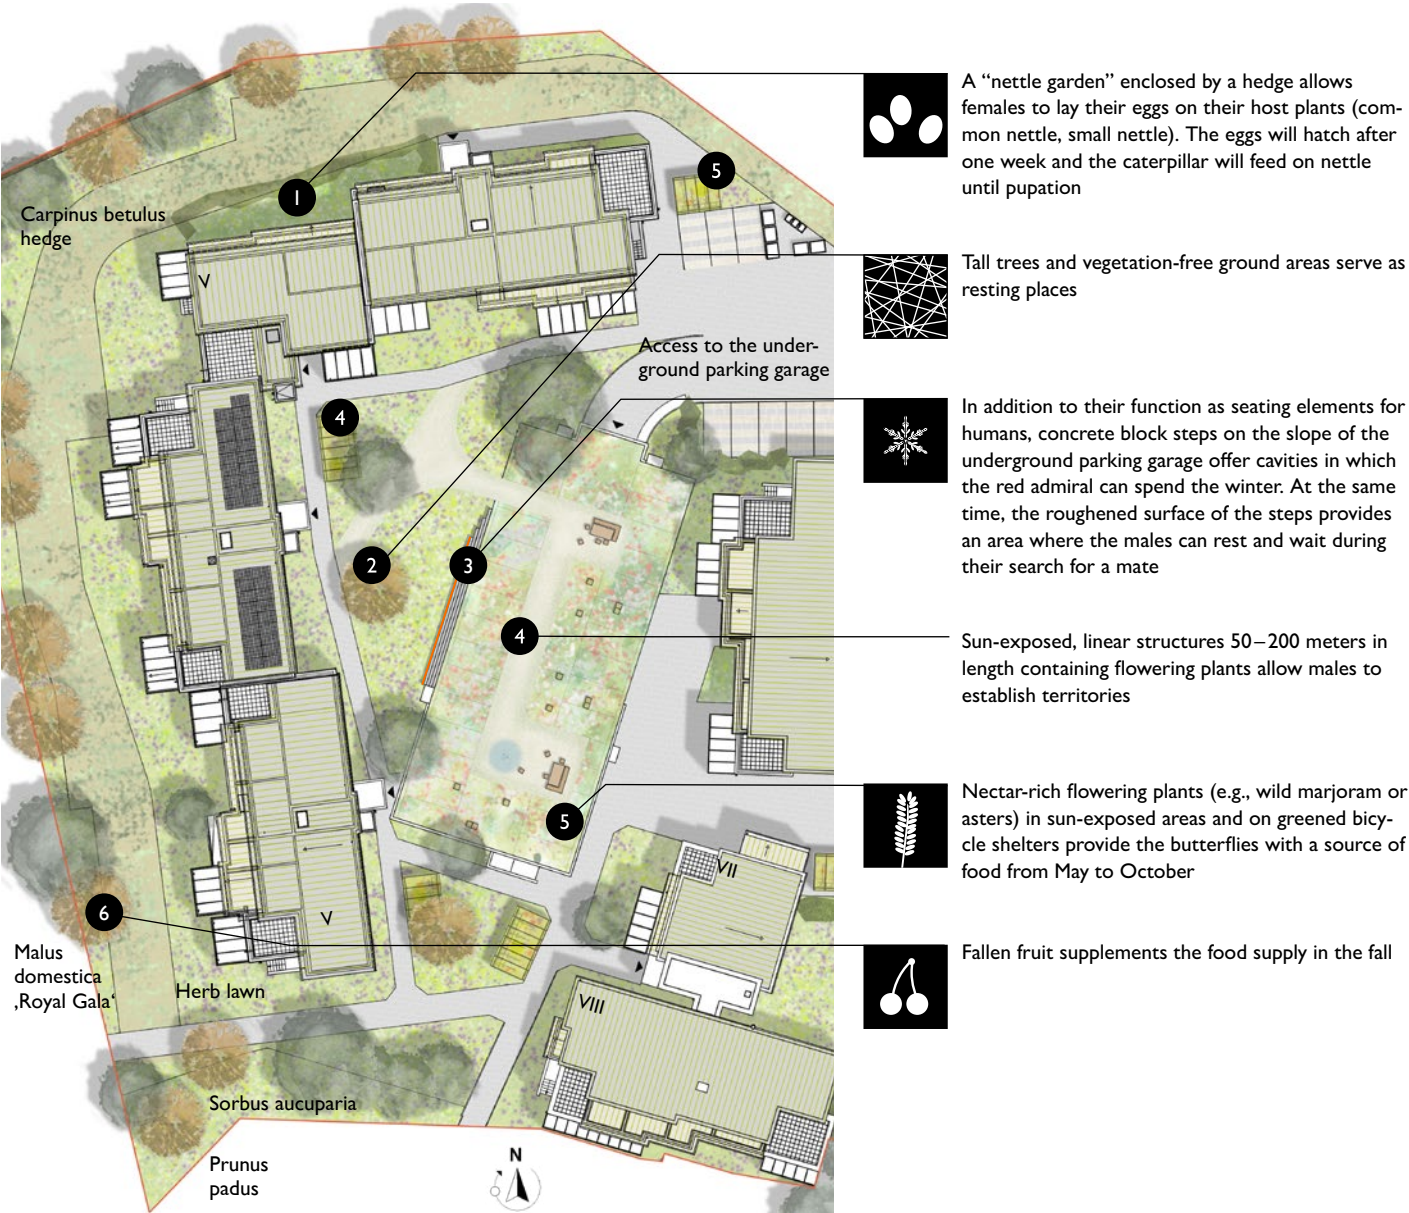 A “nettle garden” enclosed by a hedge allows
females to lay their eggs on their host plants (com-
mon nettle, small nettle). The eggs will hatch after
one week and the caterpillar will feed on nettle
until pupation
Tall trees and vegetation-free ground areas serve as
resting places
In addition to their function as seating elements for
humans, concrete block steps on the slope of the
underground parking garage offer cavities in which
the red admiral can spend the winter. At the same
time, the roughened surface of the steps provides
an area where the males can rest and wait during
their search for a mate
Sun-exposed, linear structures 50–200 meters in
length containing flowering plants allow males to
establish territories
Nectar-rich flowering plants (e.g., wild marjoram or
asters) in sun-exposed areas and on greened bicy-
cle shelters provide the butterflies with a source of
food from May to October
Fallen fruit supplements the food supply in the fall
1
5
Carpinus betulus
hedge
V
Access to the under-
ground parking garage
4
2
3
4
5
VII
6
V
Malus
domestica
‚Royal Gala‘
Herb lawn
VIII
Sorbus aucuparia
Prunus
padus
N